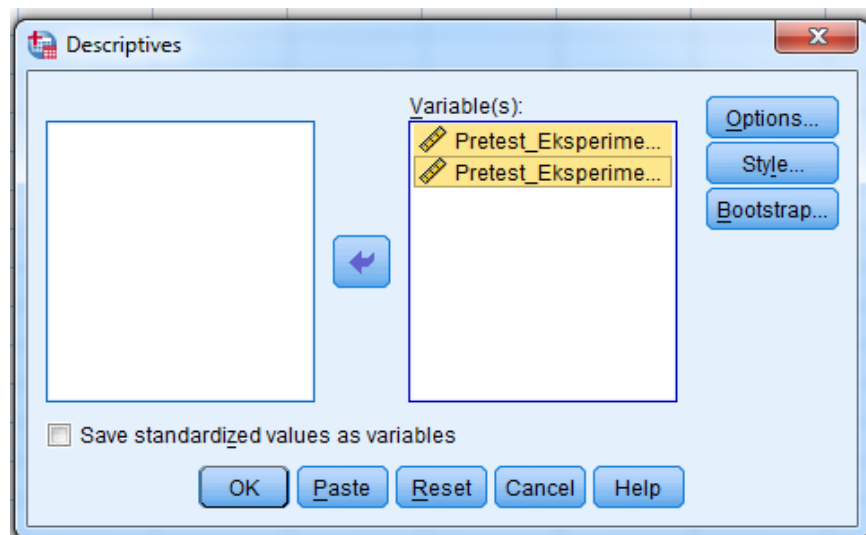 Descriptives
Variable(s):
Pretest_Eksperime...
Pretest_Eksperime...
Options...
Style...
Bootstrap...
Save standardized values as variables
OK
Paste
Reset
Cancel
Help